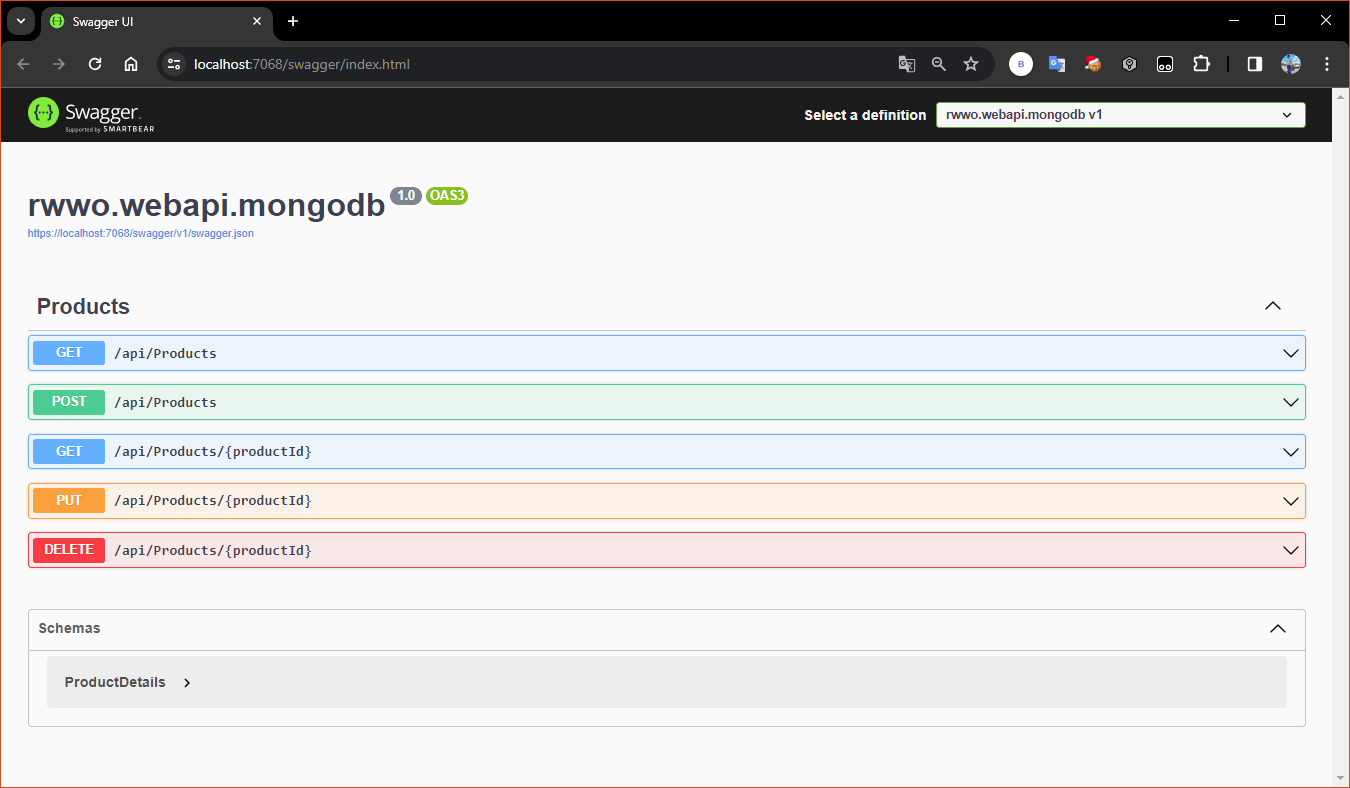 Swagger UI
localhost:7068/swagger/index.html
B
Swagger
Supported by SMARTBEAR
Select a definition
rwwo.webapi.mongodb v1
rwwo.webapi.mongodb 1.0 OAS3
https://localhost:7068/swagger/v1/swagger.json
Products
GET /api/Products
POST /api/Products
GET /api/Products/{productId}
PUT /api/Products/{productId}
DELETE /api/Products/{productId}
Schemas
ProductDetails